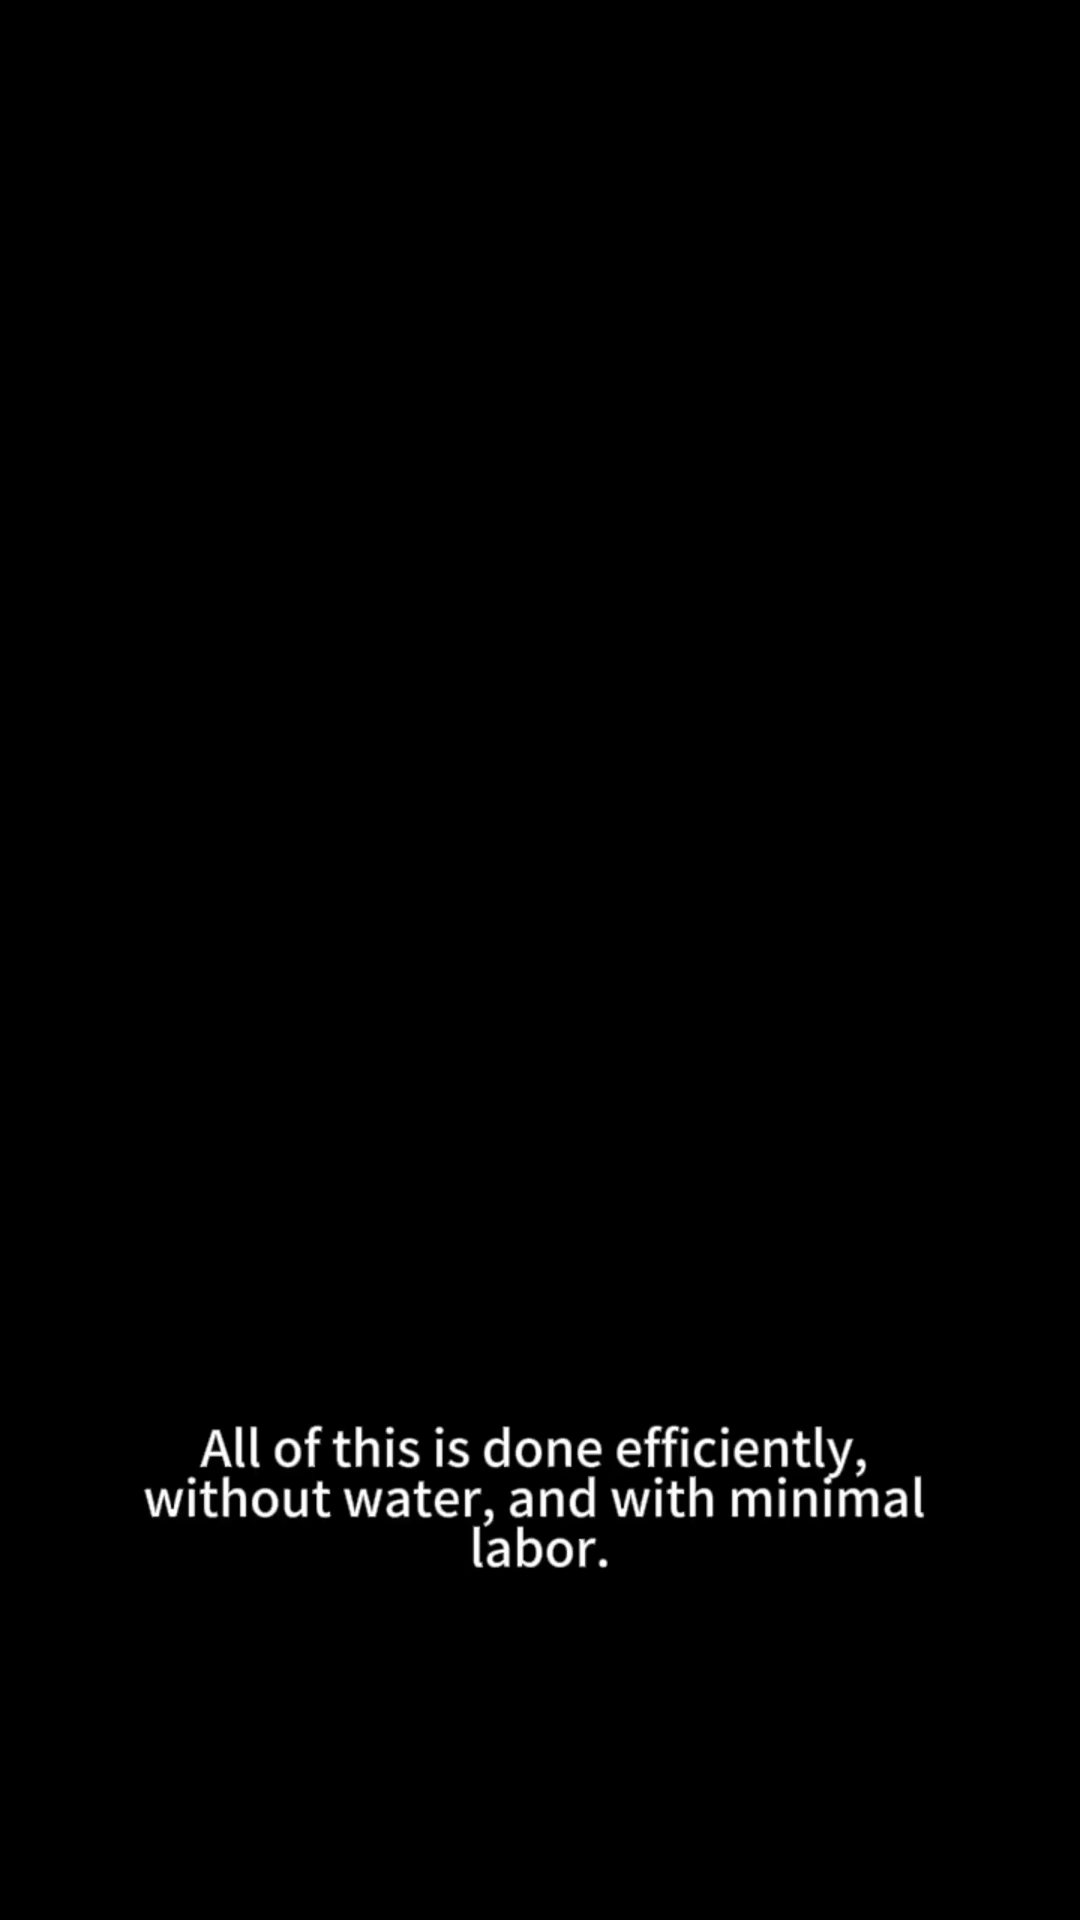 All of this is done efficiently,
without water, and with minimal
labor.